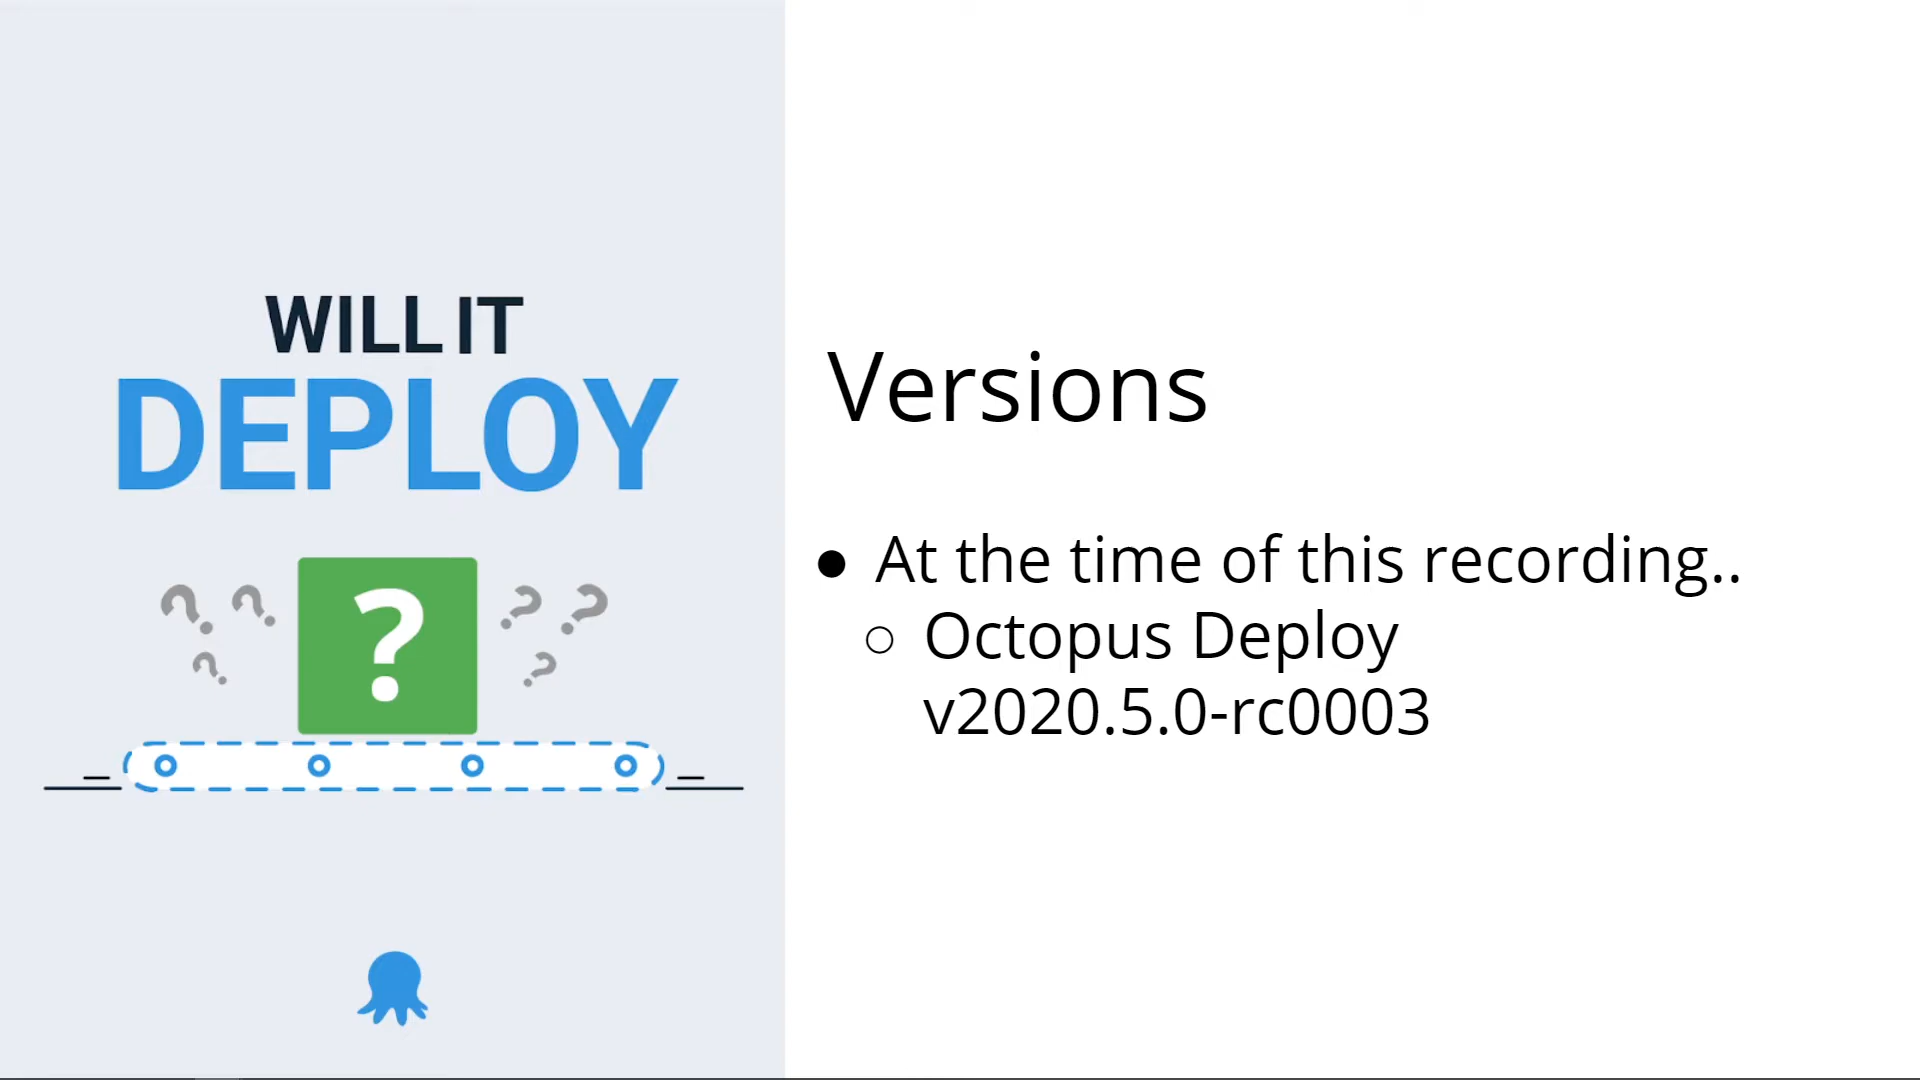 WILL IT
DEPLOY
?
? ? ? ?
? ?
Versions
● At the time of this recording..
○ Octopus Deploy
v2020.5.0-rc0003